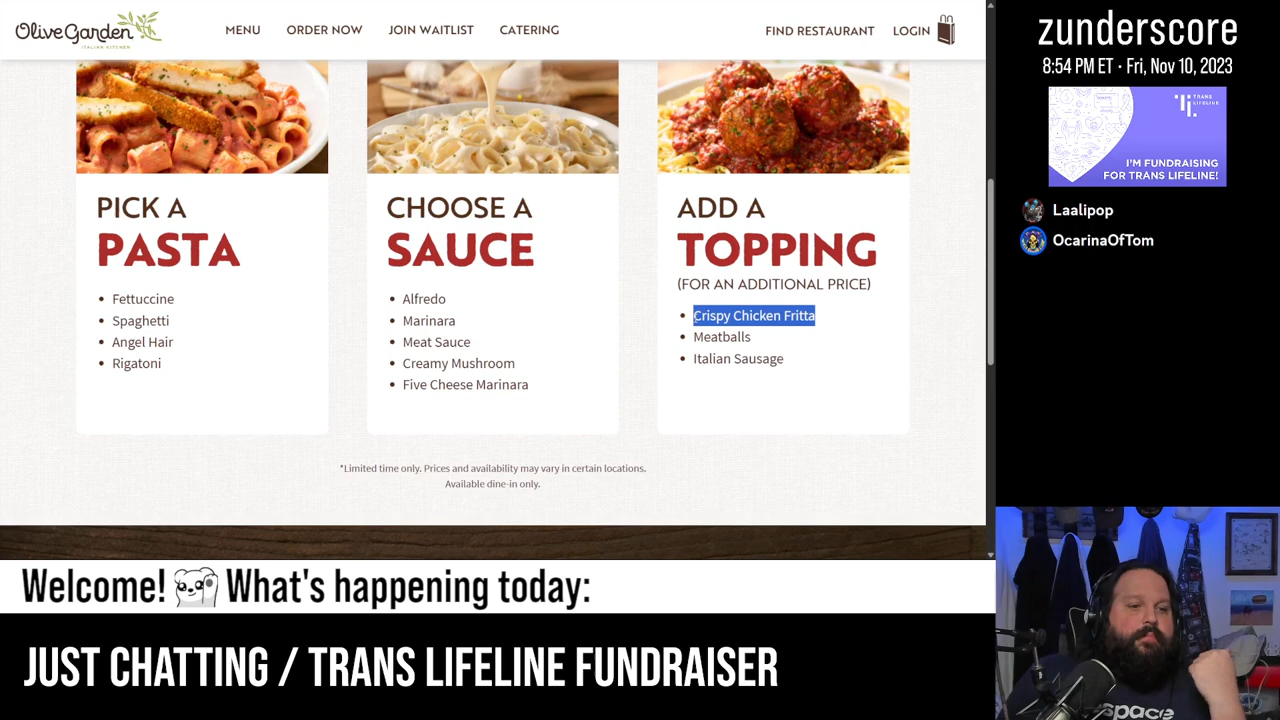 Olive Garden
ITALIAN KITCHEN
MENU
ORDER NOW
JOIN WAITLIST
CATERING
FIND RESTAURANT
LOGIN
PICK A
PASTA
• Fettuccine
• Spaghetti
• Angel Hair
• Rigatoni
CHOOSE A
SAUCE
• Alfredo
• Marinara
• Meat Sauce
• Creamy Mushroom
• Five Cheese Marinara
ADD A
TOPPING
(FOR AN ADDITIONAL PRICE)
• Crispy Chicken Fritta
• Meatballs
• Italian Sausage
*Limited time only. Prices and availability may vary in certain locations.
Available dine-in only.
Welcome! What's happening today:
JUST CHATTING / TRANS LIFELINE FUNDRAISER
zunderscore
8:54 PM ET · Fri, Nov 10, 2023
TRANS
LIFELINE
I'M FUNDRAISING
FOR TRANS LIFELINE!
Laalipop
OcarinaOfTom
space